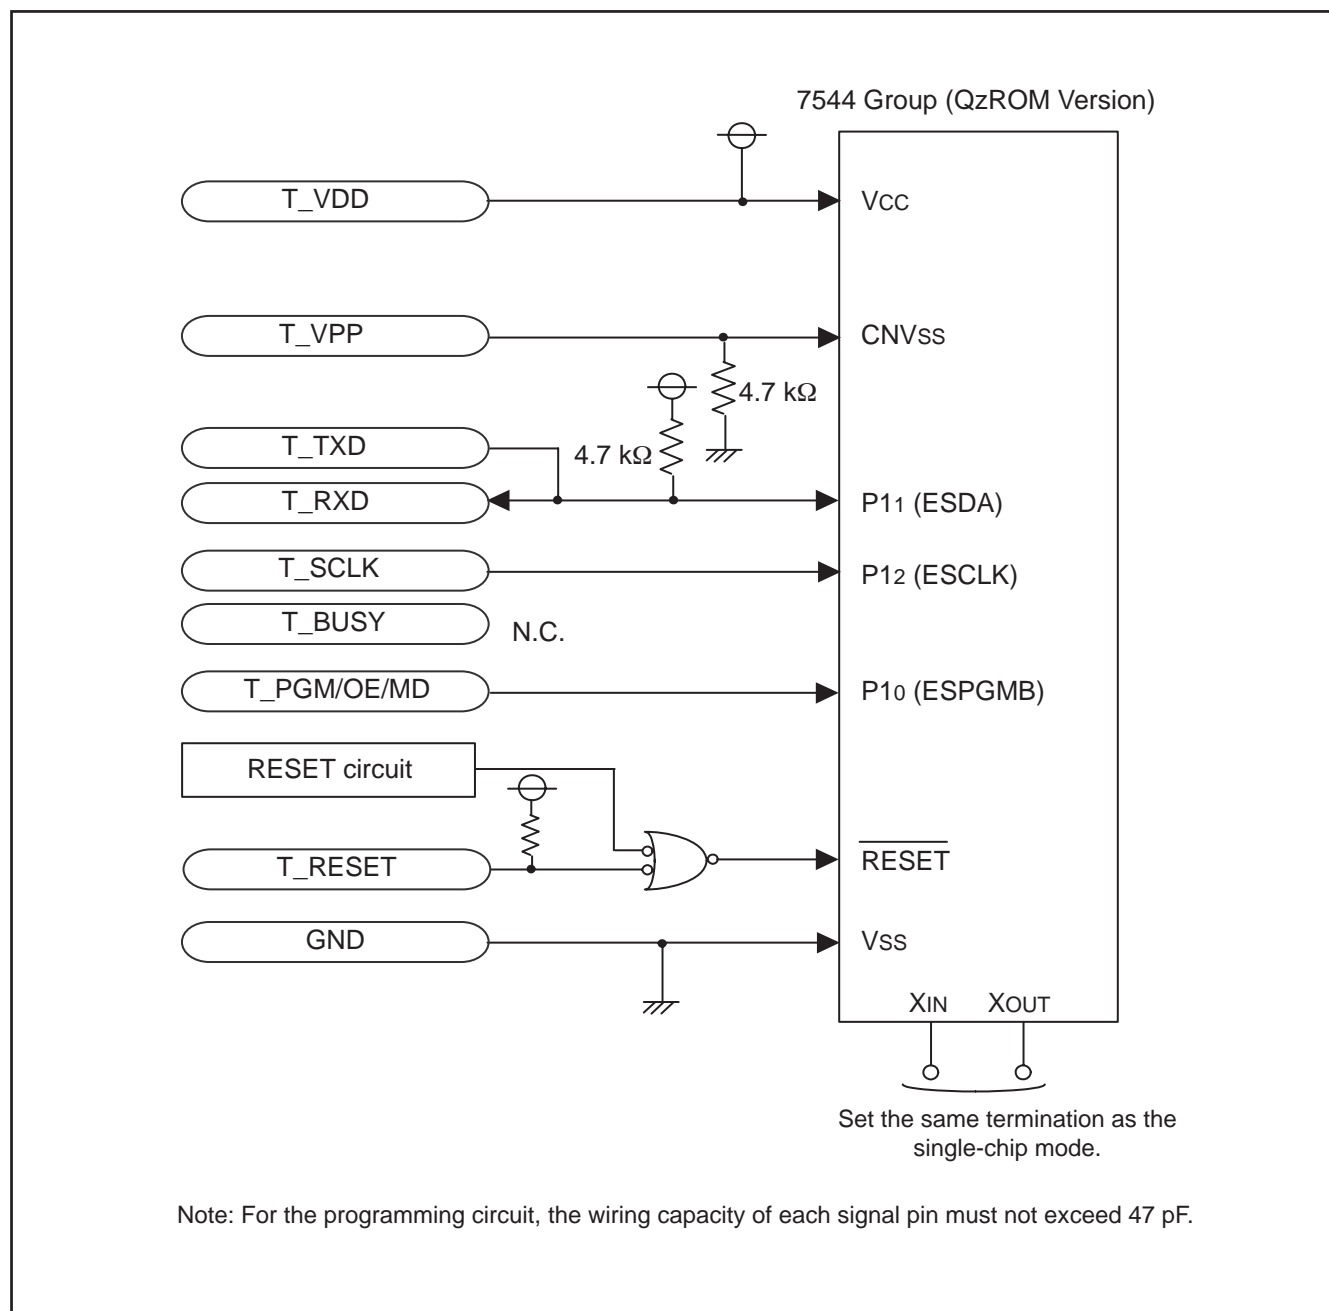 7544 Group (QzROM Version)
T_VDD
VCC
T_VPP
CNVSS
4.7 kΩ
T_TXD
4.7 kΩ
T_RXD
P11 (ESDA)
T_SCLK
P12 (ESCLK)
T_BUSY
N.C.
T_PGM/OE/MD
P10 (ESPGMB)
RESET circuit
T_RESET
RESET
GND
VSS
XIN XOUT
Set the same termination as the
single-chip mode.
Note: For the programming circuit, the wiring capacity of each signal pin must not exceed 47 pF.